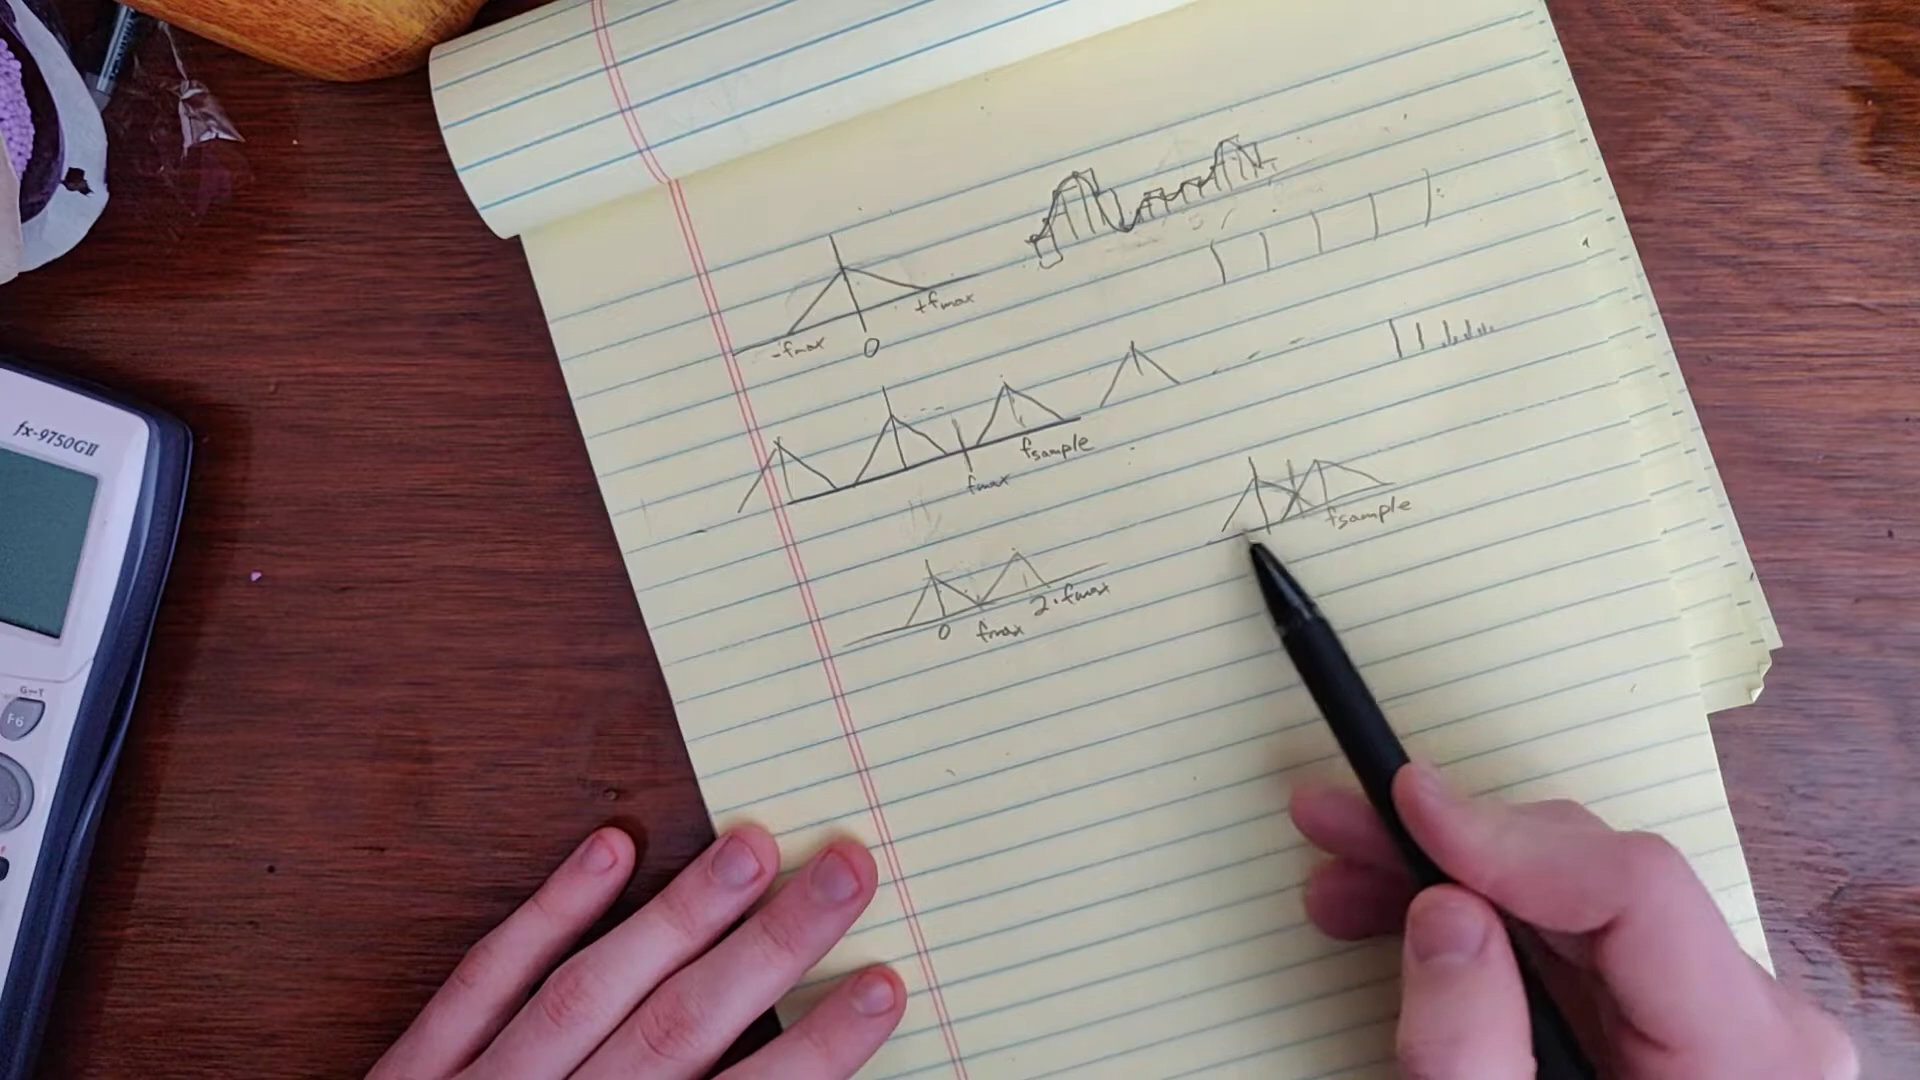 fx-9750GII
-fmax 0 +fmax
fmax fsample
fsample
0 fmax 2·fmax
G↔T
F6